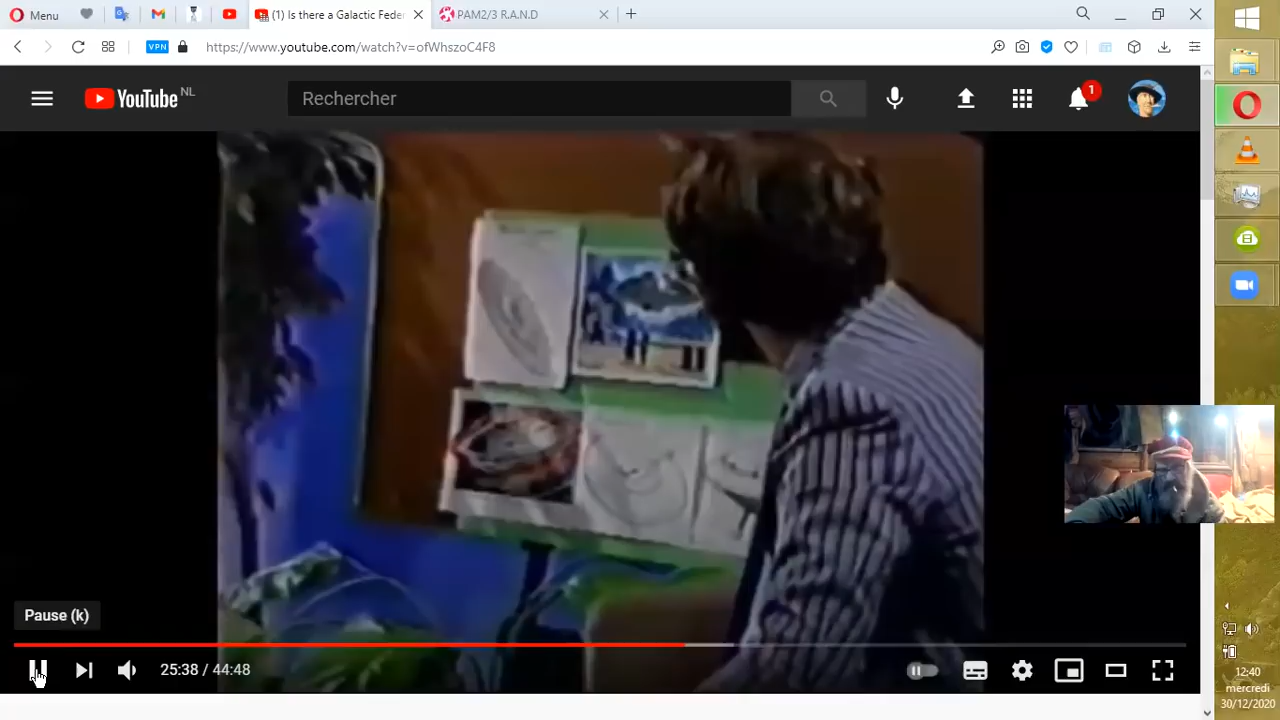 Menu
(1) Is there a Galactic Feder
PAM2/3 R.A.N.D
VPN
https://www.youtube.com/watch?v=ofWhszoC4F8
YouTube NL
Rechercher
1
Pause (k)
25:38 / 44:48
12:40
mercredi
30/12/2020